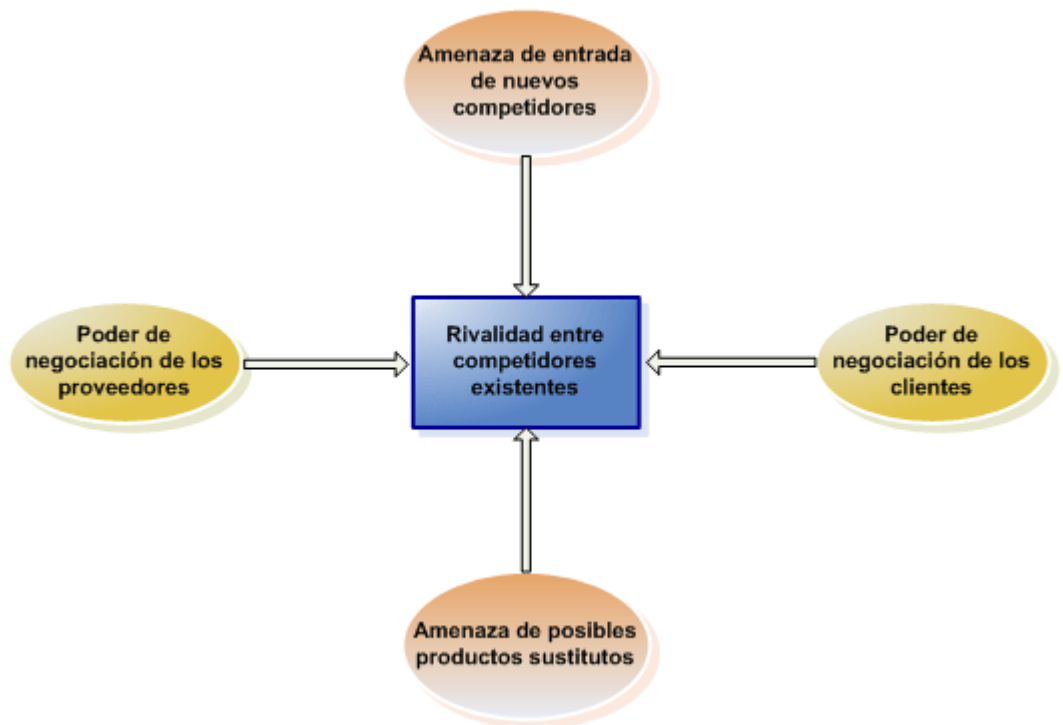 Amenaza de entrada
de nuevos
competidores
Poder de
negociación de los
proveedores
Rivalidad entre
competidores
existentes
Poder de
negociación de los
clientes
Amenaza de posibles
productos sustitutos